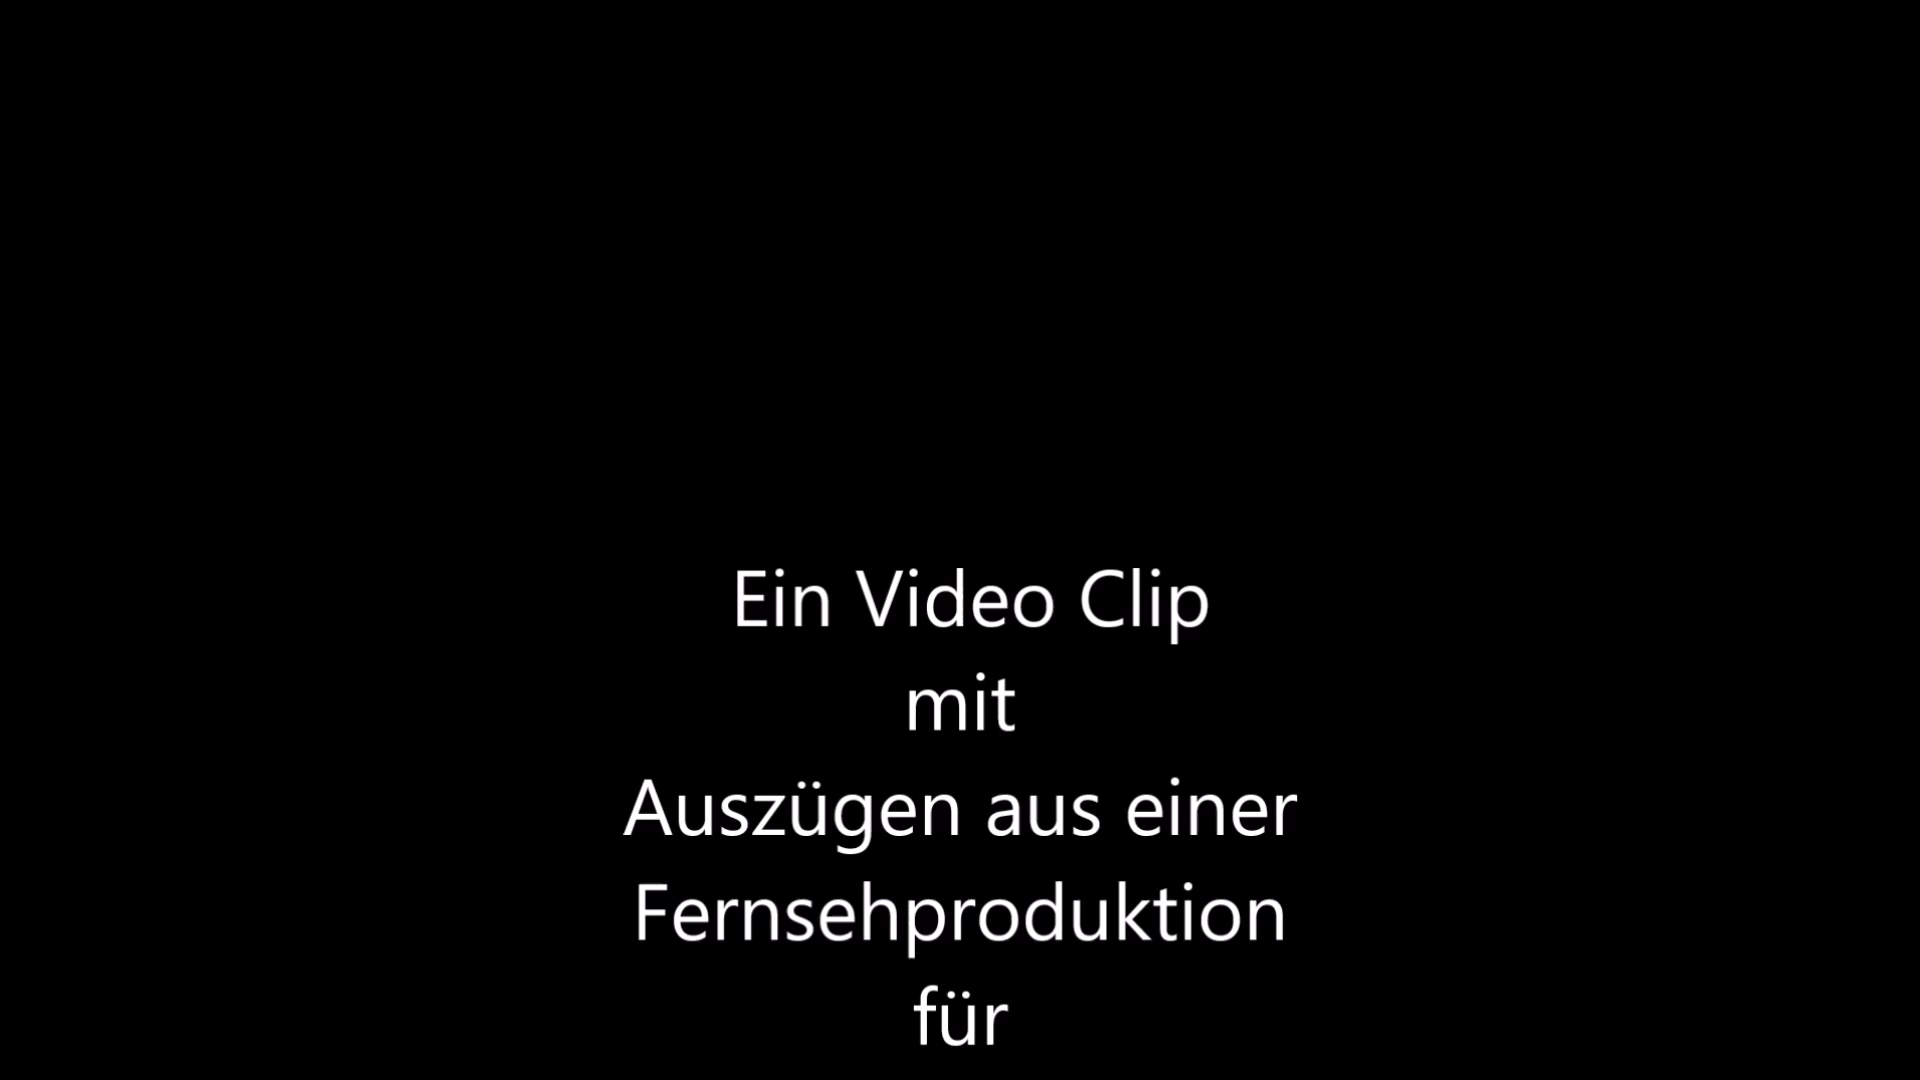 Ein Video Clip
mit
Auszügen aus einer
Fernsehproduktion
für